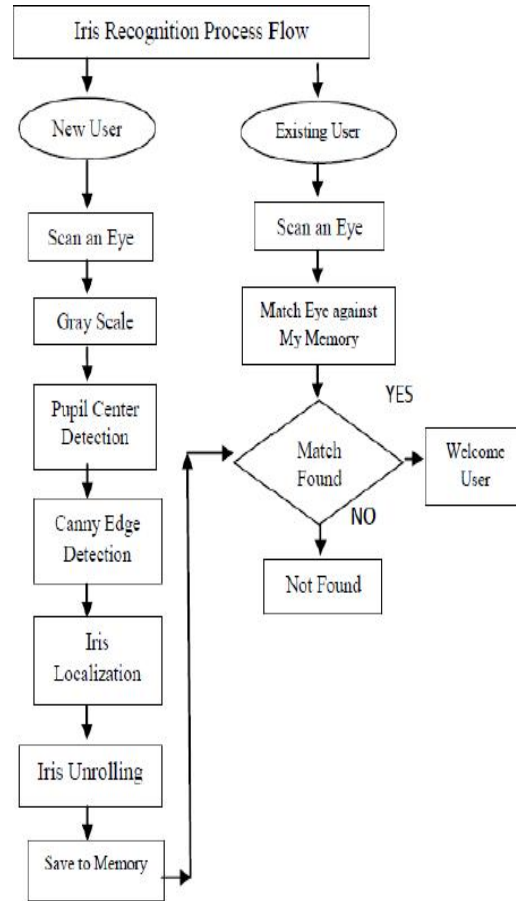 Iris Recognition Process Flow
New User
Scan an Eye
Gray Scale
Pupil Center
Detection
Canny Edge
Detection
Iris
Localization
Iris Unrolling
Save to Memory
Existing User
Scan an Eye
Match Eye against
My Memory
Match
Found
YES
Welcome
User
NO
Not Found